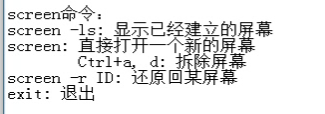 screen命令:
screen -ls: 显示已经建立的屏幕
screen: 直接打开一个新的屏幕
Ctrl+a, d: 拆除屏幕
screen -r ID: 还原回某屏幕
exit: 退出